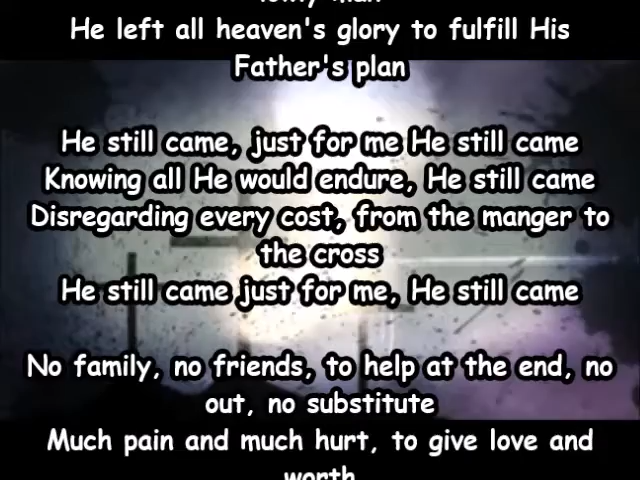 He left all heaven's glory to fulfill His
Father's plan
He still came, just for me He still came
Knowing all He would endure, He still came
Disregarding every cost, from the manger to
the cross
He still came just for me, He still came
No family, no friends, to help at the end, no
out, no substitute
Much pain and much hurt, to give love and
worth